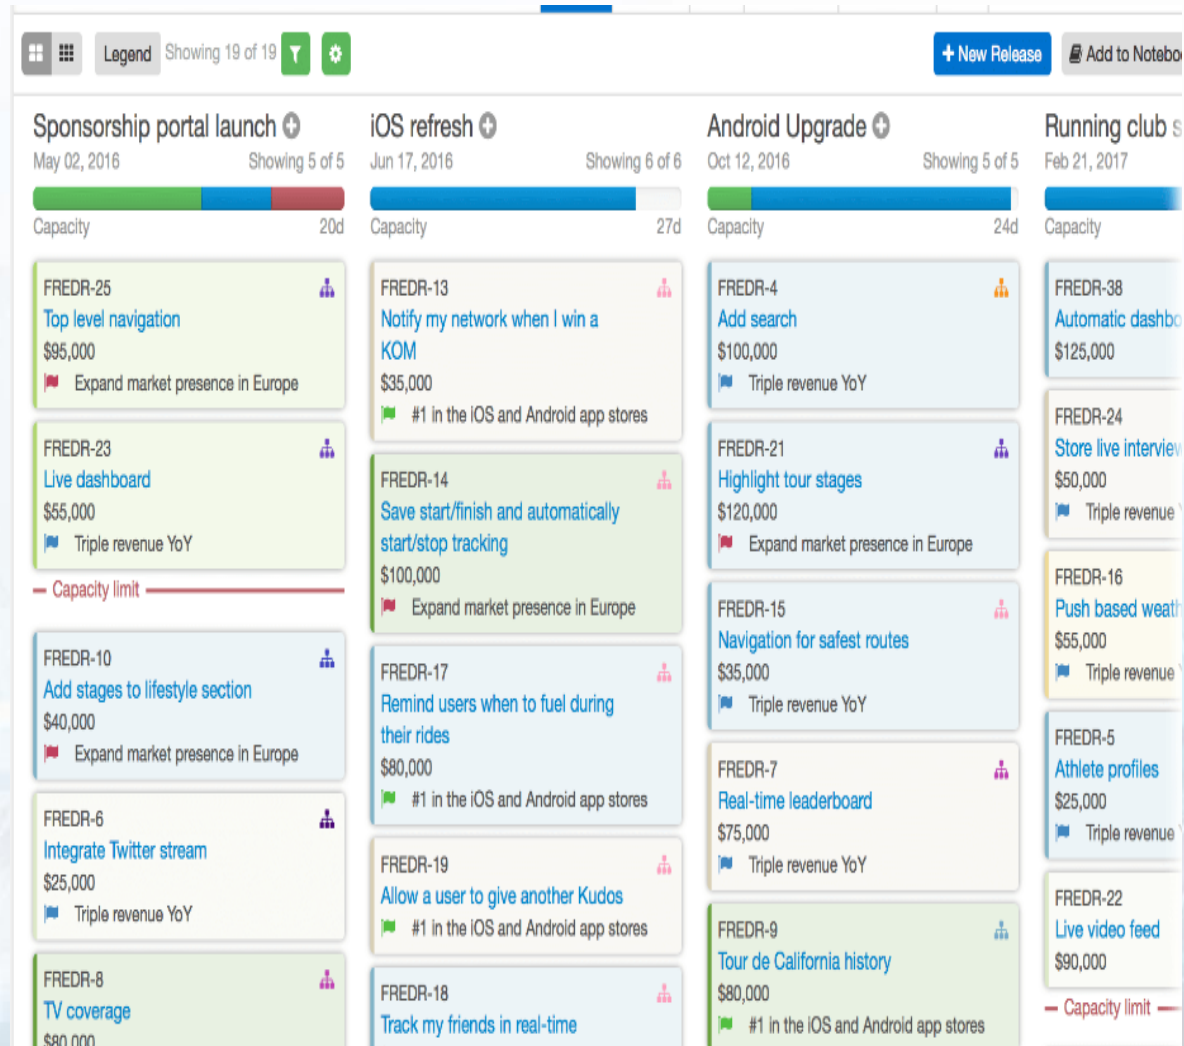 Legend
Showing 19 of 19
+ New Release
Add to
Sponsorship portal launch
May 02, 2016
Showing 5 of 5
Capacity
20d
FREDR-25
Top level navigation
$95,000
Expand market presence in Europe
FREDR-23
Live dashboard
$55,000
Triple revenue YoY
Capacity limit
FREDR-10
Add stages to lifestyle section
$40,000
Expand market presence in Europe
FREDR-6
Integrate Twitter stream
$25,000
Triple revenue YoY
FREDR-8
TV coverage
$80,000
iOS refresh
Jun 17, 2016
Showing 6 of 6
Capacity
27d
FREDR-13
Notify my network when I win a
KOM
$35,000
#1 in the iOS and Android app stores
FREDR-14
Save start/finish and automatically
start/stop tracking
$100,000
Expand market presence in Europe
FREDR-17
Remind users when to fuel during
their rides
$80,000
#1 in the iOS and Android app stores
FREDR-19
Allow a user to give another Kudos
#1 in the iOS and Android app stores
FREDR-18
Track my friends in real-time
Android Upgrade
Oct 12, 2016
Showing 5 of 5
Capacity
24d
FREDR-4
Add search
$100,000
Triple revenue YoY
FREDR-21
Highlight tour stages
$120,000
Expand market presence in Europe
FREDR-15
Navigation for safest routes
$35,000
Triple revenue YoY
FREDR-7
Real-time leaderboard
$75,000
Triple revenue YoY
FREDR-9
Tour de California history
$80,000
#1 in the iOS and Android app stores
Running club
Feb 21, 2017
Capacity
FREDR-38
Automatic
$125,000
FREDR-24
Store live
$50,000
Triple revenue
FREDR-16
Push based
$55,000
Triple revenue
FREDR-5
Athlete profiles
$25,000
Triple revenue
FREDR-22
Live video feed
$90,000
Capacity limit